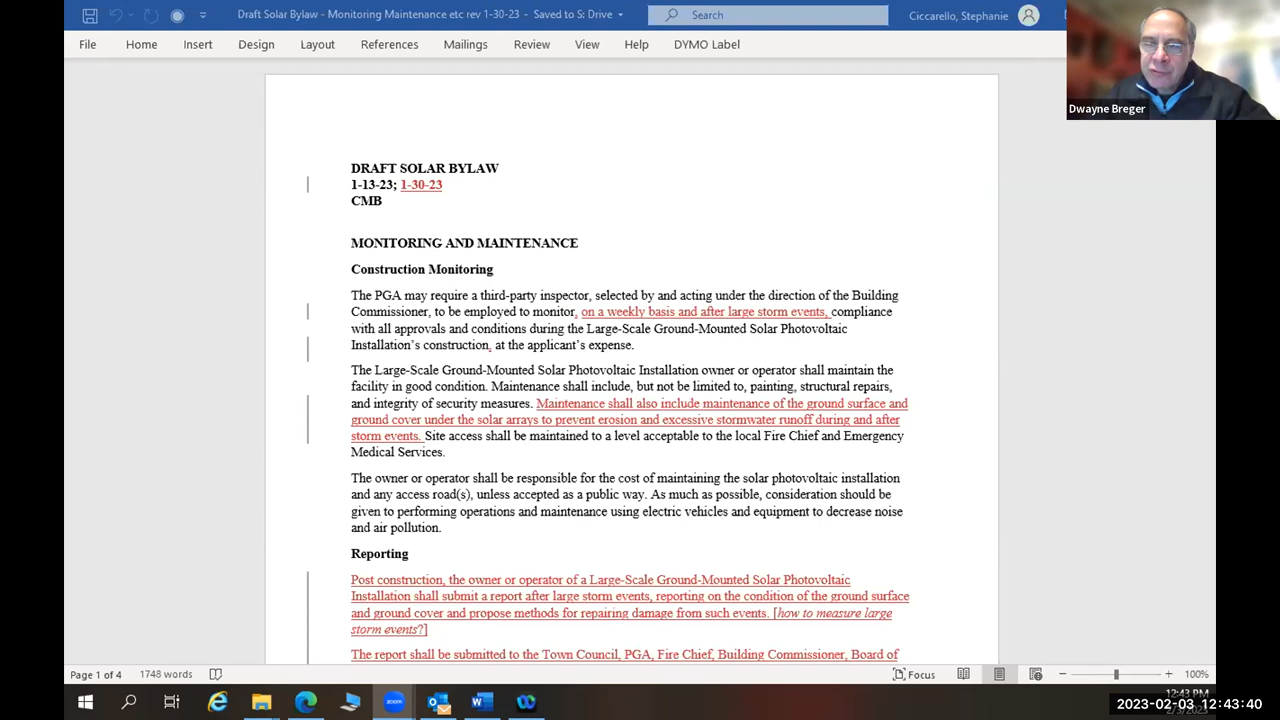 Draft Solar Bylaw - Monitoring Maintenance etc rev 1-30-23 - Saved to S: Drive
Search
Ciccarello, Stephanie
File Home Insert Design Layout References Mailings Review View Help DYMO Label
Dwayne Breger
DRAFT SOLAR BYLAW
1-13-23; 1-30-23
CMB
MONITORING AND MAINTENANCE
Construction Monitoring
The PGA may require a third-party inspector, selected by and acting under the direction of the Building
Commissioner, to be employed to monitor, on a weekly basis and after large storm events, compliance
with all approvals and conditions during the Large-Scale Ground-Mounted Solar Photovoltaic
Installation's construction, at the applicant's expense.
The Large-Scale Ground-Mounted Solar Photovoltaic Installation owner or operator shall maintain the
facility in good condition. Maintenance shall include, but not be limited to, painting, structural repairs,
and integrity of security measures. Maintenance shall also include maintenance of the ground surface and
ground cover under the solar arrays to prevent erosion and excessive stormwater runoff during and after
storm events. Site access shall be maintained to a level acceptable to the local Fire Chief and Emergency
Medical Services.
The owner or operator shall be responsible for the cost of maintaining the solar photovoltaic installation
and any access road(s), unless accepted as a public way. As much as possible, consideration should be
given to performing operations and maintenance using electric vehicles and equipment to decrease noise
and air pollution.
Reporting
Post construction, the owner or operator of a Large-Scale Ground-Mounted Solar Photovoltaic
Installation shall submit a report after large storm events, reporting on the condition of the ground surface
and ground cover and propose methods for repairing damage from such events. [how to measure large
storm events?]
The report shall be submitted to the Town Council, PGA, Fire Chief, Building Commissioner, Board of
Page 1 of 4 1748 words Focus 100%
zoom
12:43 PM
2023-02-03 12:43:40